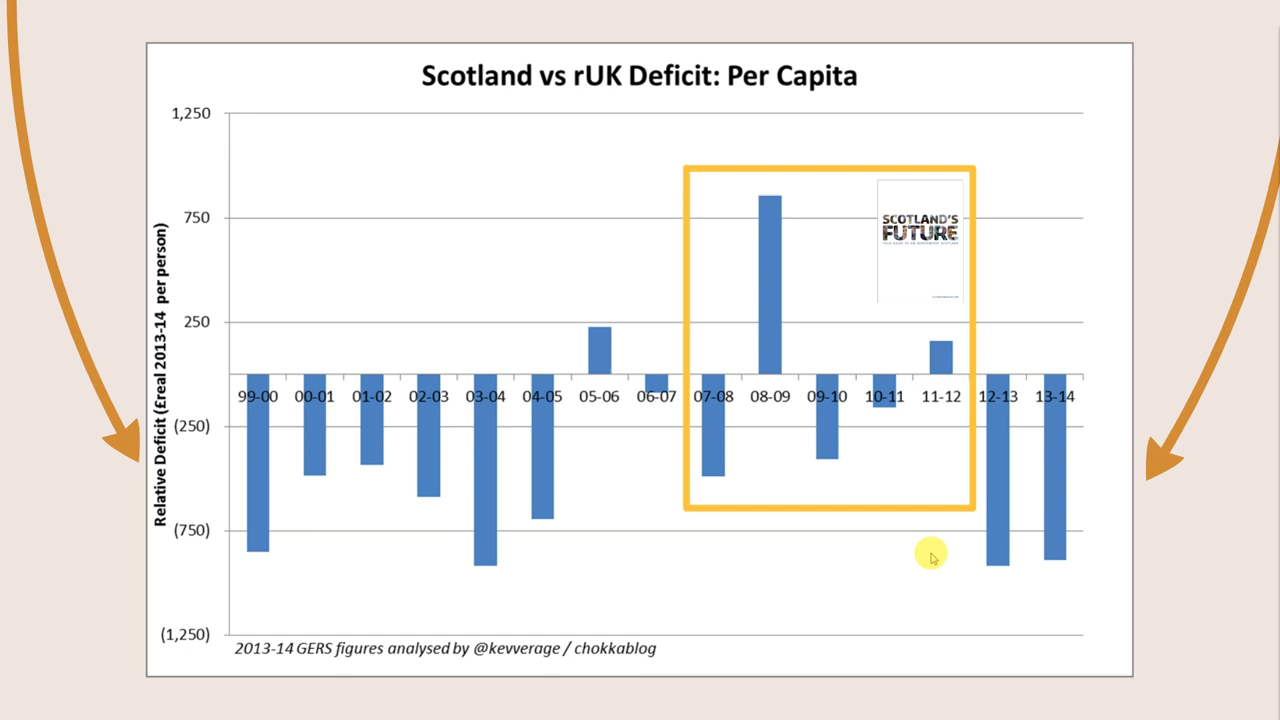 Scotland vs rUK Deficit: Per Capita
1,250
750
250
(250)
(750)
(1,250)
Relative Deficit (£real 2013-14 per person)
99-00 00-01 01-02 02-03 03-04 04-05 05-06 06-07 07-08 08-09 09-10 10-11 11-12 12-13 13-14
SCOTLAND'S
FUTURE
2013-14 GERS figures analysed by @kevverage / chokkablog